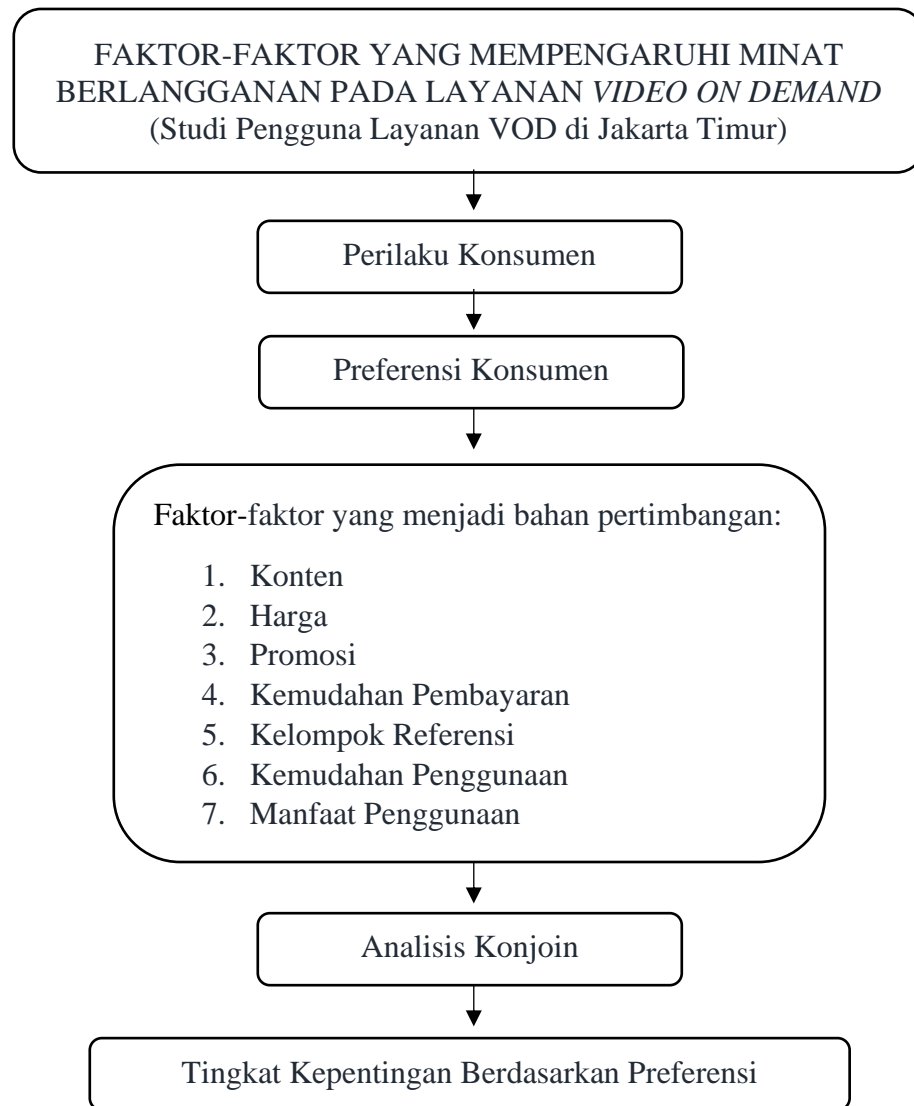 FAKTOR-FAKTOR YANG MEMPENGARUHI MINAT
BERLANGGANAN PADA LAYANAN VIDEO ON DEMAND
(Studi Pengguna Layanan VOD di Jakarta Timur)
Perilaku Konsumen
Preferensi Konsumen
Faktor-faktor yang menjadi bahan pertimbangan:
1. Konten
2. Harga
3. Promosi
4. Kemudahan Pembayaran
5. Kelompok Referensi
6. Kemudahan Penggunaan
7. Manfaat Penggunaan
Analisis Konjoin
Tingkat Kepentingan Berdasarkan Preferensi